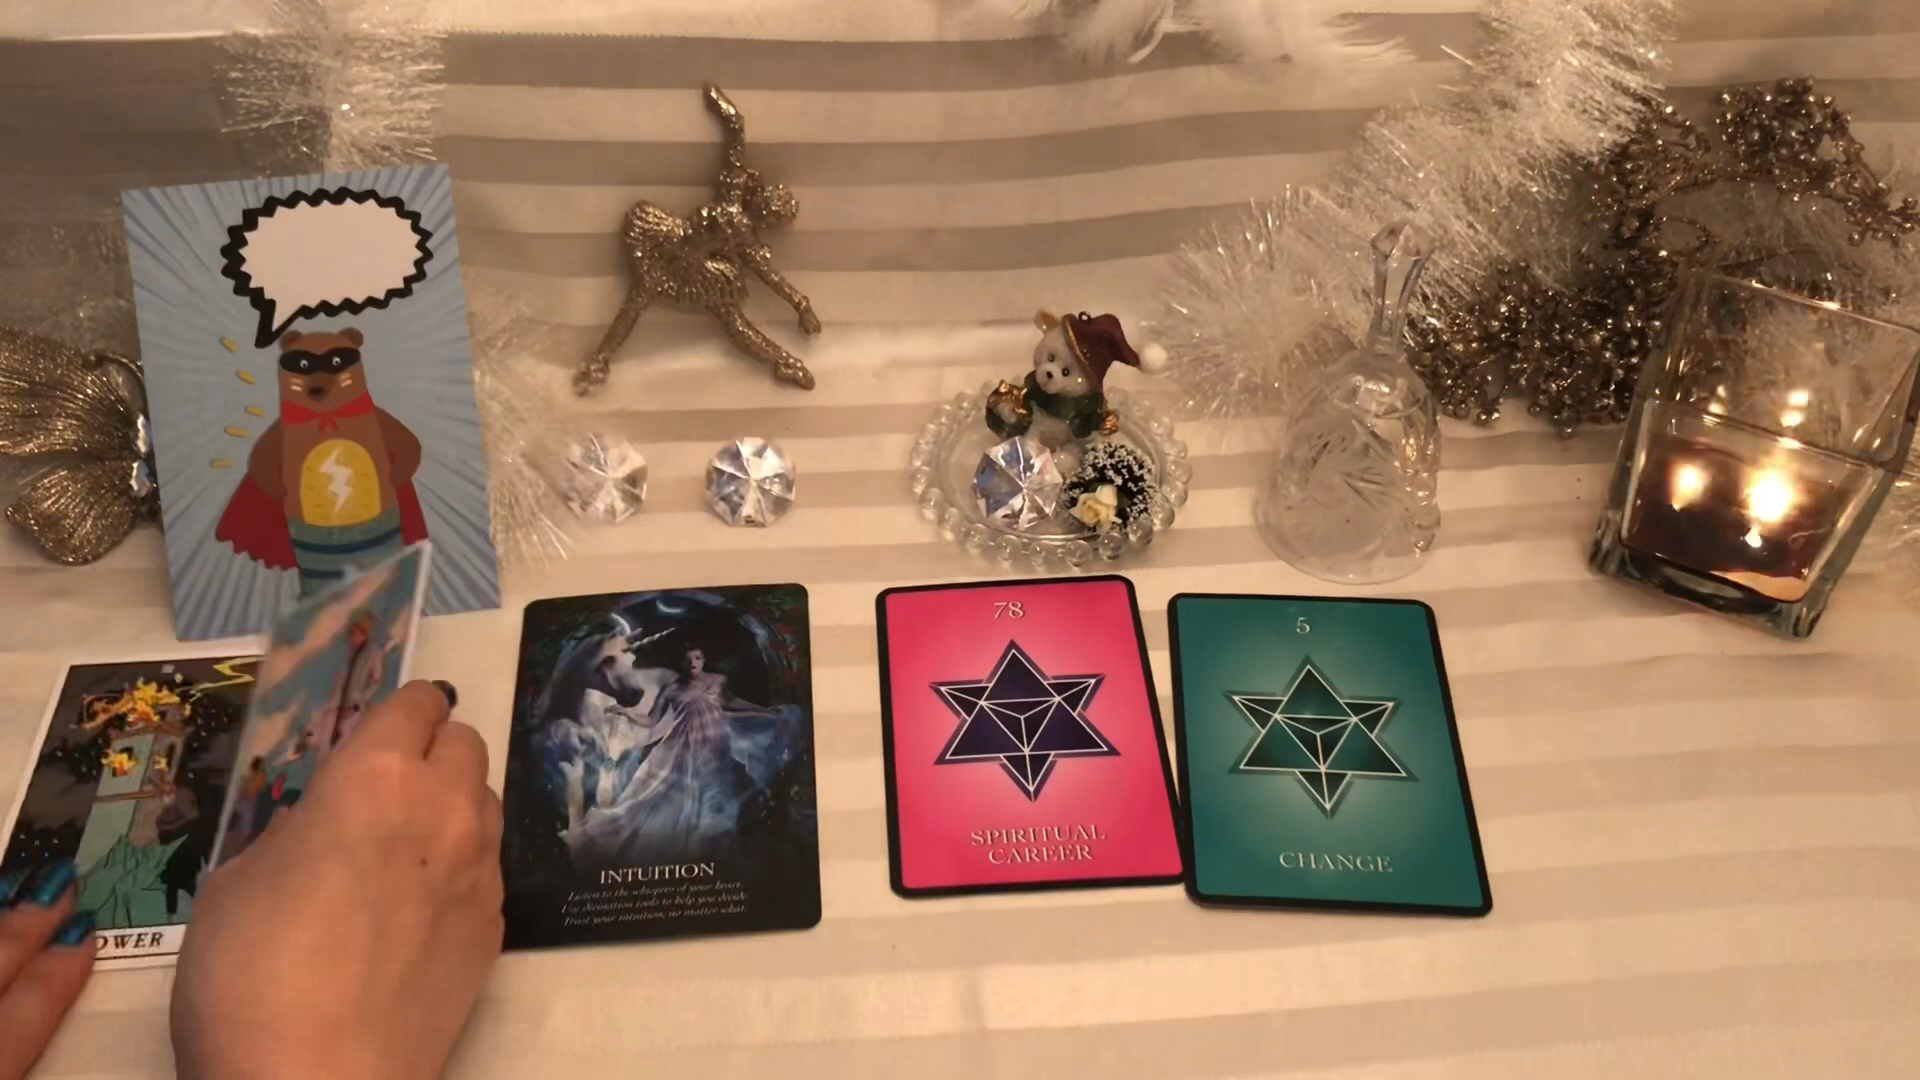 OWER
INTUITION
Listen to the whispers of your heart.
Use divination tools to help you decide.
Trust your intuition, no matter what.
78
SPIRITUAL
CAREER
5
CHANGE